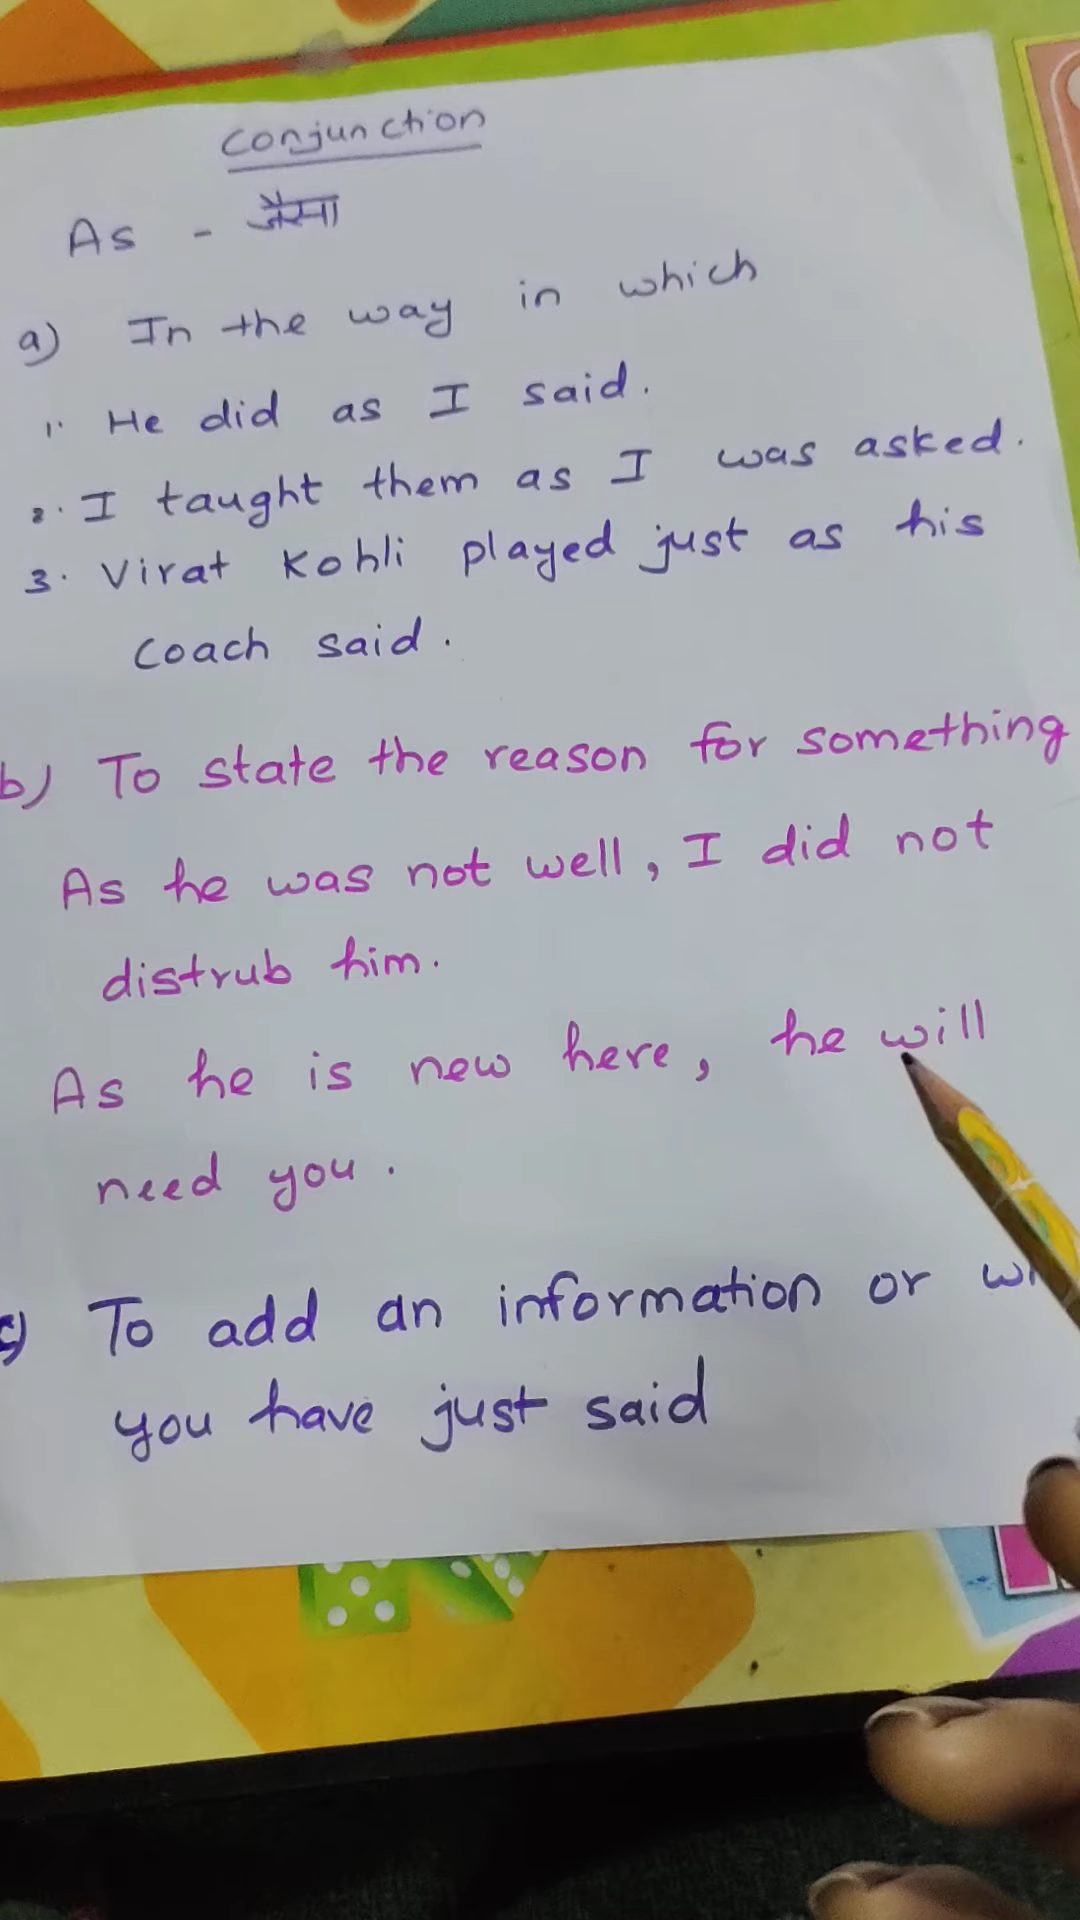 Conjunction
As - जैसा
a) In the way in which
1. He did as I said.
2. I taught them as I was asked.
3. Virat Kohli played just as his
coach said.
b) To state the reason for something
As he was not well, I did not
distrub him.
As he is new here, he will
need you.
c) To add an information or
you have just said